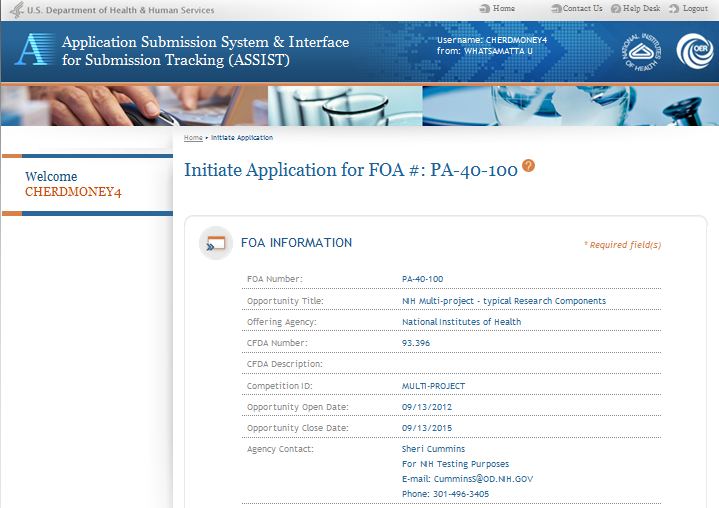 U.S. Department of Health & Human Services
Home
Contact Us
Help Desk
Logout
Application Submission System & Interface
for Submission Tracking (ASSIST)
Username: CHERDMONEY4
from: WHATSAMATTA U
NATIONAL INSTITUTES
OF HEALTH
OER
Home ▸ Initiate Application
Welcome
CHERDMONEY4
Initiate Application for FOA #: PA-40-100 ?
FOA INFORMATION
* Required field(s)
FOA Number: PA-40-100
Opportunity Title: NIH Multi-project - typical Research Components
Offering Agency: National Institutes of Health
CFDA Number: 93.396
CFDA Description:
Competition ID: MULTI-PROJECT
Opportunity Open Date: 09/13/2012
Opportunity Close Date: 09/13/2015
Agency Contact: Sheri Cummins
For NIH Testing Purposes
E-mail: CumminsS@OD.NIH.GOV
Phone: 301-496-3405